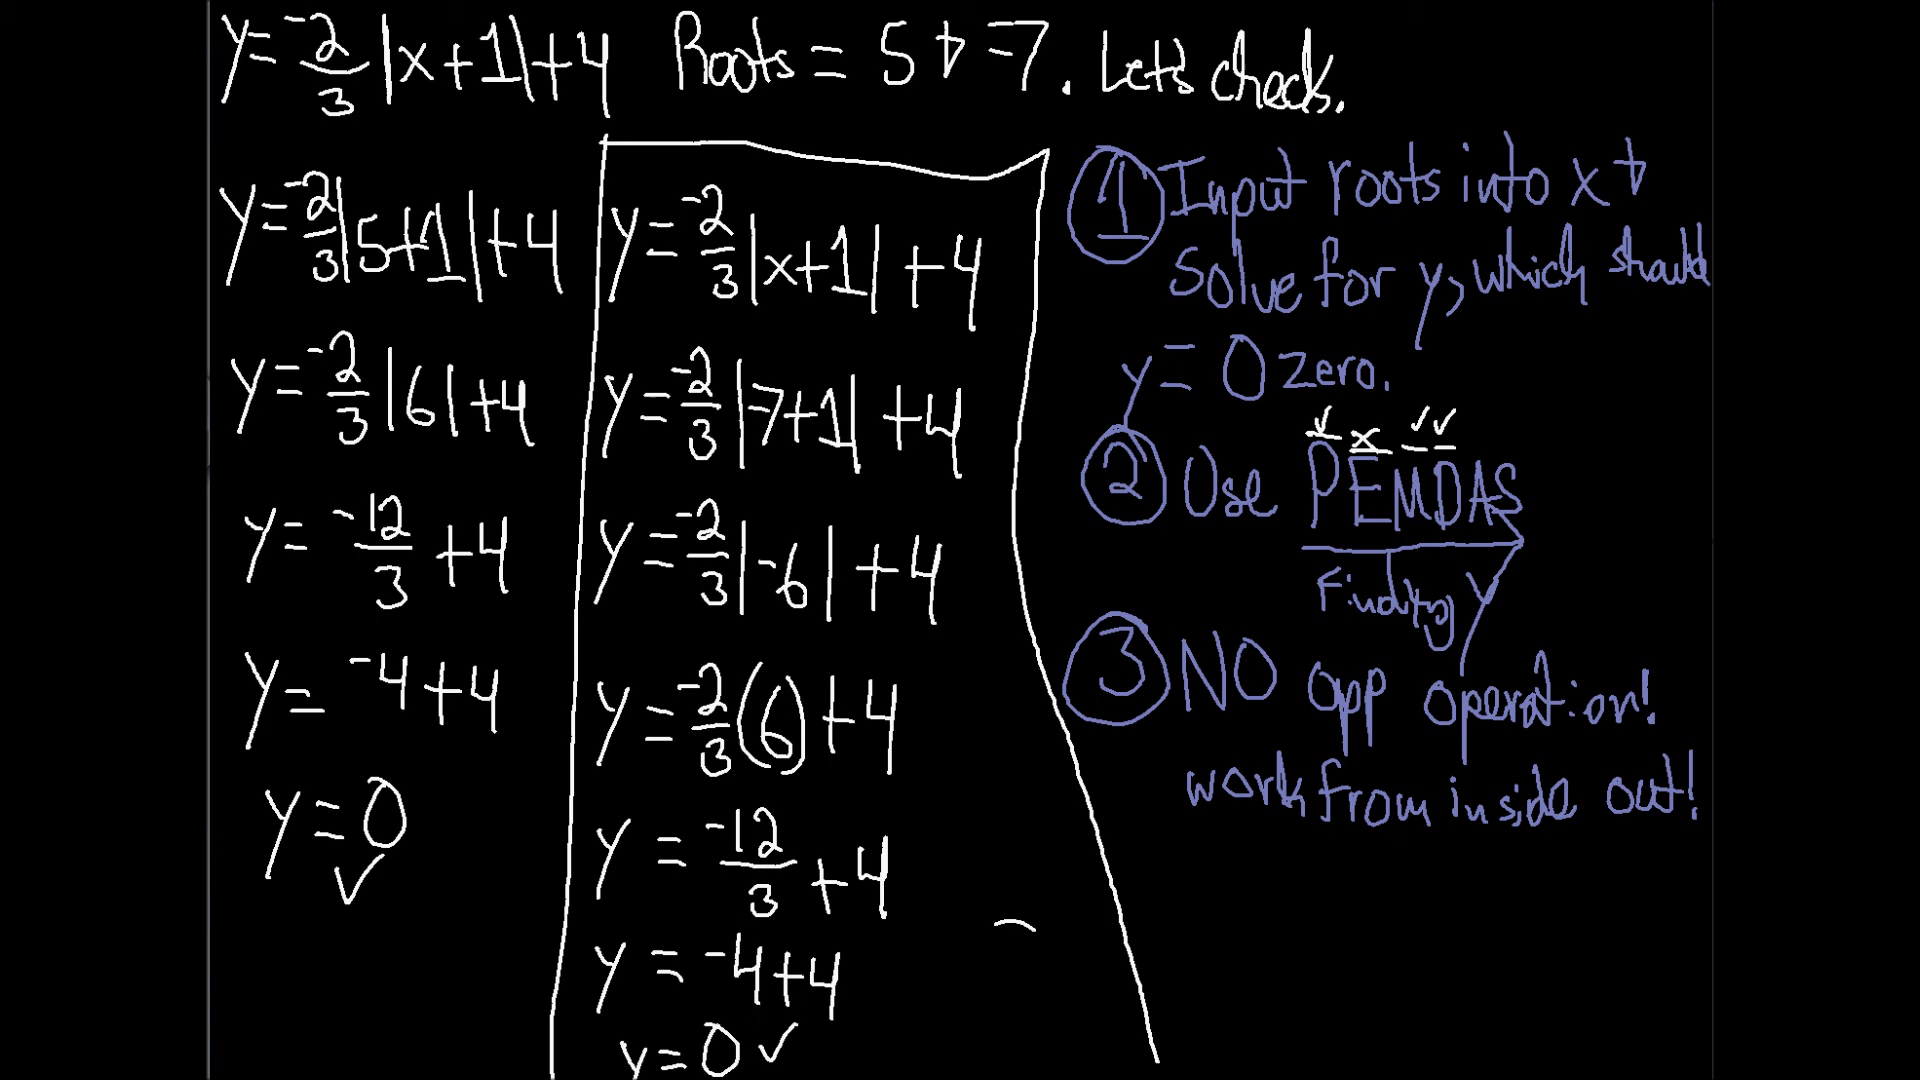 y = -2/3 |x+1| + 4 Roots = 5 & -7. Let's check.
y = -2/3 |5+1| + 4
y = -2/3 |6| + 4
y = -12/3 + 4
y = -4 + 4
y = 0 ✓
y = -2/3 |x+1| + 4
y = -2/3 |-7+1| + 4
y = -2/3 |-6| + 4
y = -2/3 (6) + 4
y = -12/3 + 4
y = -4 + 4
y = 0 ✓
① Input roots into x &
solve for y, which should
y = 0 zero.
✓ x ✓ ✓
② Use PEMDAS
Finding y
③ NO opp operation!
work from inside out!